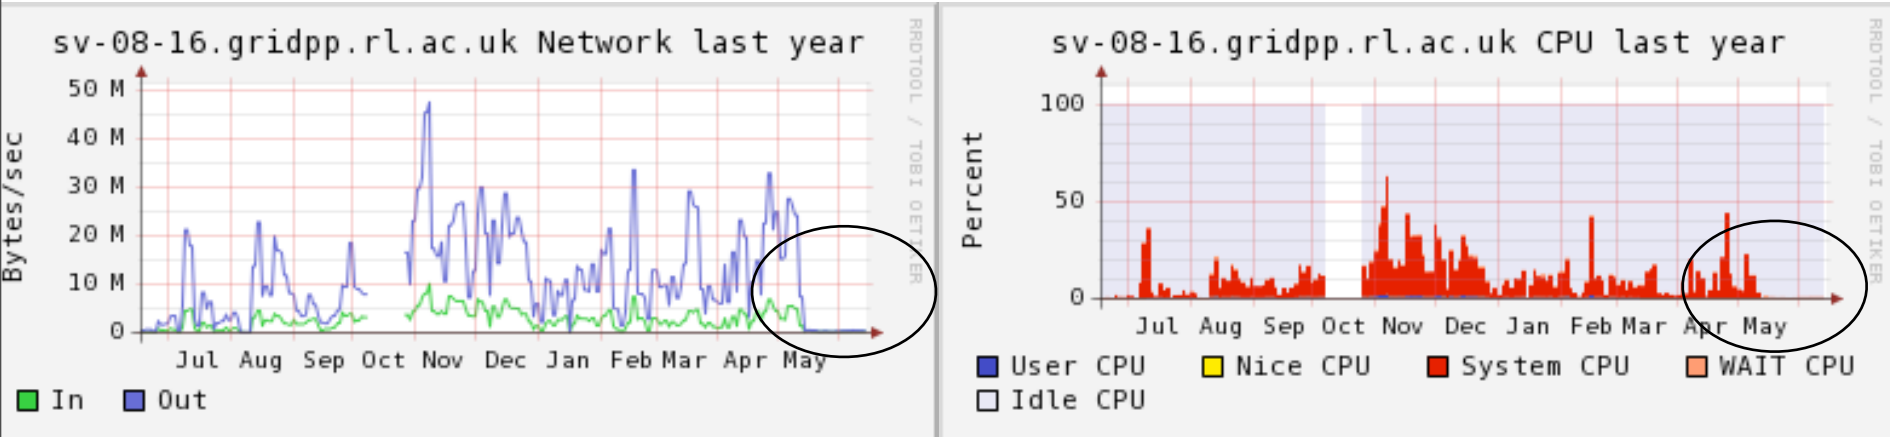 sv-08-16.gridpp.rl.ac.uk Network last year
RRDTOOL / TOBI OETIKER
Bytes/sec
50 M
40 M
30 M
20 M
10 M
0
Jul Aug Sep Oct Nov Dec Jan Feb Mar Apr May
In Out
sv-08-16.gridpp.rl.ac.uk CPU last year
RRDTOOL / TOBI OETIKER
Percent
100
50
0
Jul Aug Sep Oct Nov Dec Jan Feb Mar Apr May
User CPU Nice CPU System CPU WAIT CPU
Idle CPU